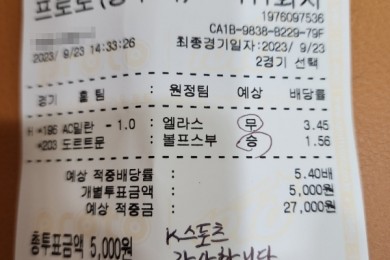 1976097536
CA1B-9838-B229-79F
2023/ 9/23 14:33:26
최종경기일자:2023/ 9/23
2경기 선택
경기 홈팀 : 원정팀 예상 배당률
H *196 AC밀란 - 1.0 : 엘라스 무 3.45
*203 도르트문 : 볼프스부 승 1.56
예상 적중배당률 : 5.40배
개별투표금액 : 5,000원
예상 적중금 : 27,000원
총투표금액 5,000원
K스포츠
감사합니다